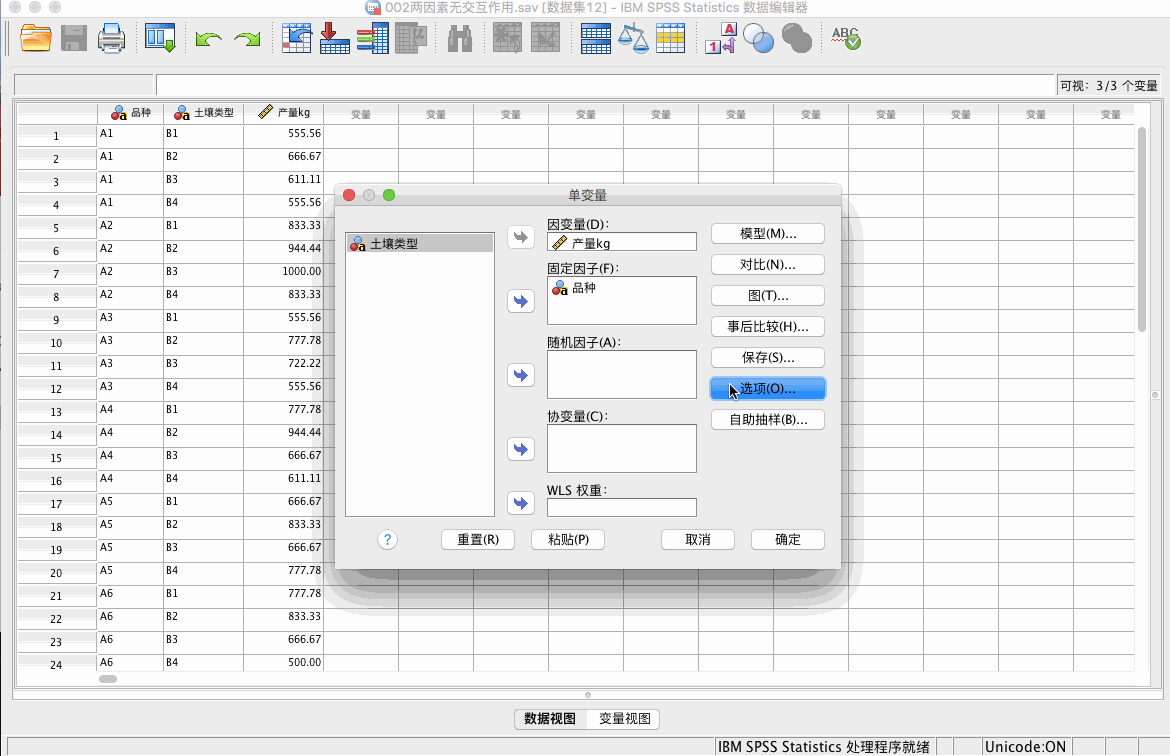 002两因素无交互作用.sav [数据集12] - IBM SPSS Statistics 数据编辑器
ABC
可视: 3/3 个变量
品种 土壤类型 产量kg 变量 变量 变量 变量 变量 变量 变量 变量 变量 变量 变量
1 A1 B1 555.56
2 A1 B2 666.67
3 A1 B3 611.11
4 A1 B4 555.56
5 A2 B1 833.33
6 A2 B2 944.44
7 A2 B3 1000.00
8 A2 B4 833.33
9 A3 B1 555.56
10 A3 B2 777.78
11 A3 B3 722.22
12 A3 B4 555.56
13 A4 B1 777.78
14 A4 B2 944.44
15 A4 B3 666.67
16 A4 B4 611.11
17 A5 B1 666.67
18 A5 B2 833.33
19 A5 B3 666.67
20 A5 B4 777.78
21 A6 B1 777.78
22 A6 B2 833.33
23 A6 B3 666.67
24 A6 B4 500.00
单变量
土壤类型
因变量(D):
产量kg
固定因子(F):
品种
随机因子(A):
协变量(C):
WLS 权重:
模型(M)...
对比(N)...
图(T)...
事后比较(H)...
保存(S)...
选项(O)...
自助抽样(B)...
? 重置(R) 粘贴(P) 取消 确定
数据视图 变量视图
IBM SPSS Statistics 处理程序就绪 Unicode:ON